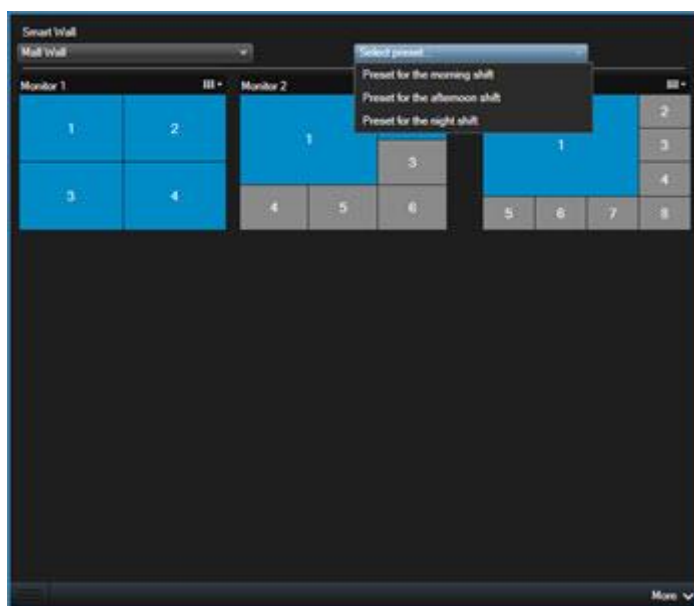 Smart Wall
Mall Wall
Select preset...
Preset for the morning shift
Preset for the afternoon shift
Preset for the night shift
Monitor 1
Monitor 2
1 2
3 4
1
3
4 5 6
1 2
3
4
5 6 7 8
More